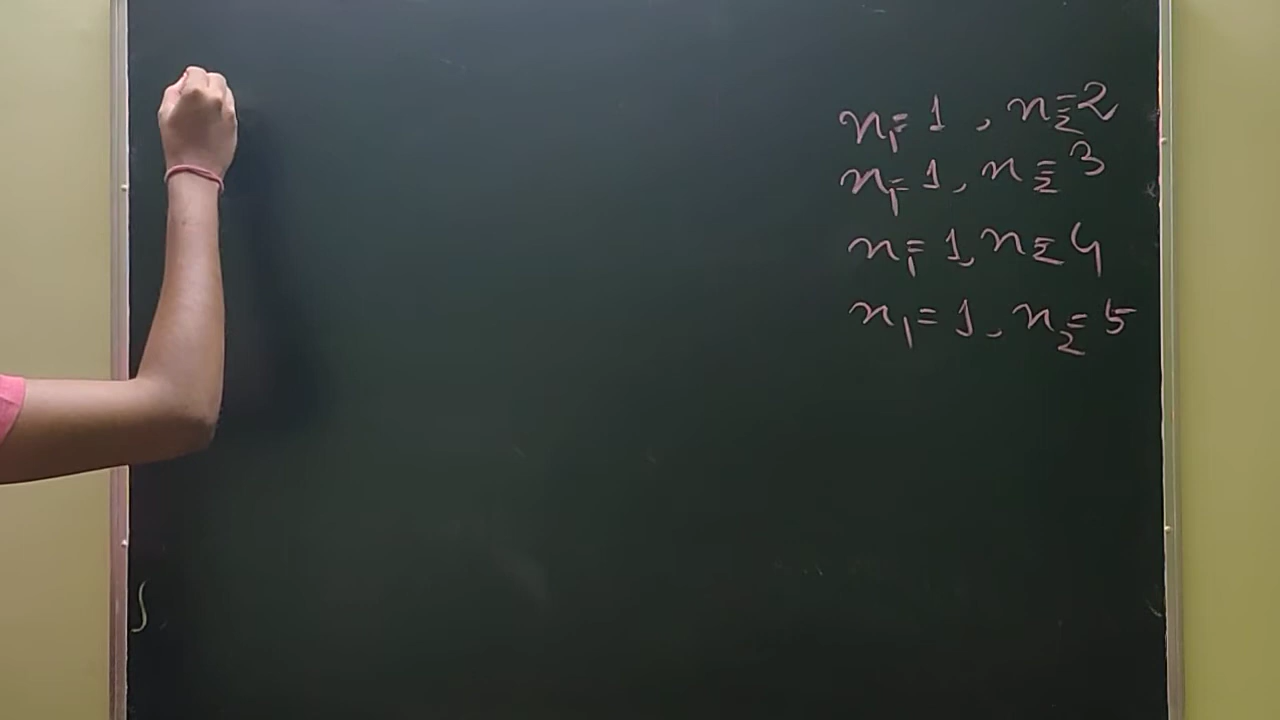 n₁ = 1, n₂ = 2
n₁ = 1, n₂ = 3
n₁ = 1, n₂ = 4
n₁ = 1, n₂ = 5